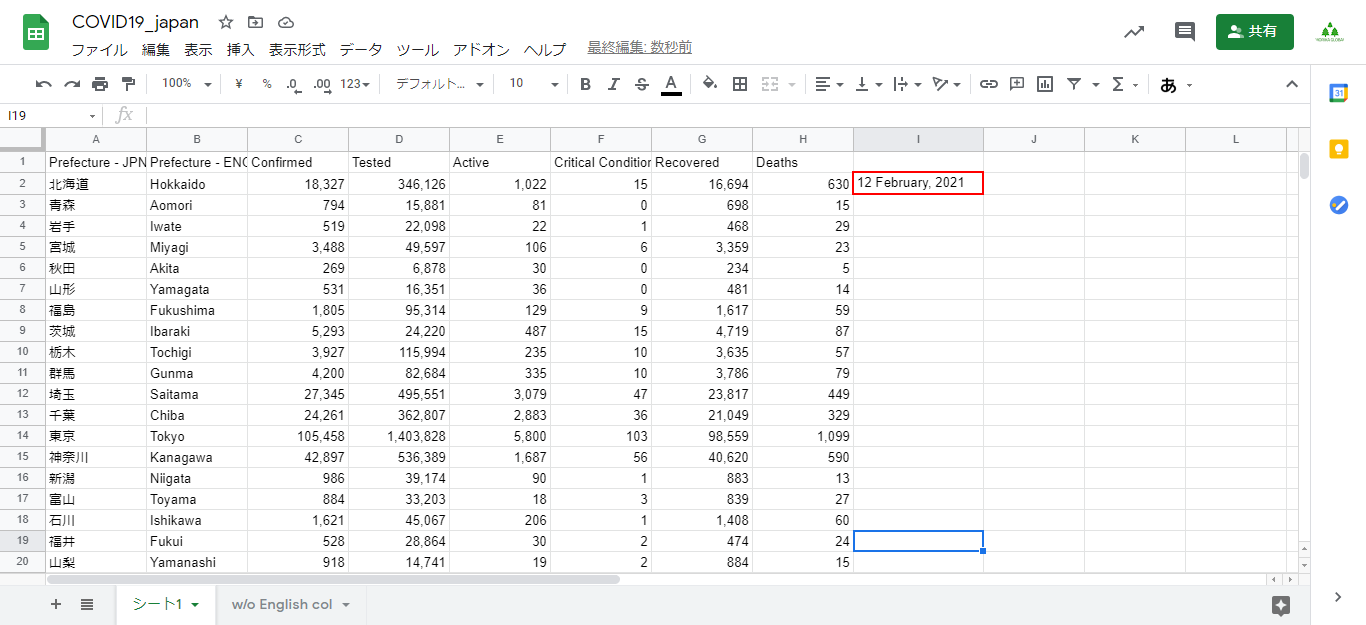 COVID19_japan
ファイル 編集 表示 挿入 表示形式 データ ツール アドオン ヘルプ 最終編集: 数秒前
共有
100% ¥ % .0 .00 123 デフォルト... 10 B I S A あ
31
I19 fx
A B C D E F G H I J K L
1 Prefecture - JPN Prefecture - ENG Confirmed Tested Active Critical Condition Recovered Deaths
2 北海道 Hokkaido 18,327 346,126 1,022 15 16,694 630 12 February, 2021
3 青森 Aomori 794 15,881 81 0 698 15
4 岩手 Iwate 519 22,098 22 1 468 29
5 宮城 Miyagi 3,488 49,597 106 6 3,359 23
6 秋田 Akita 269 6,878 30 0 234 5
7 山形 Yamagata 531 16,351 36 0 481 14
8 福島 Fukushima 1,805 95,314 129 9 1,617 59
9 茨城 Ibaraki 5,293 24,220 487 15 4,719 87
10 栃木 Tochigi 3,927 115,994 235 10 3,635 57
11 群馬 Gunma 4,200 82,684 335 10 3,786 79
12 埼玉 Saitama 27,345 495,551 3,079 47 23,817 449
13 千葉 Chiba 24,261 362,807 2,883 36 21,049 329
14 東京 Tokyo 105,458 1,403,828 5,800 103 98,559 1,099
15 神奈川 Kanagawa 42,897 536,389 1,687 56 40,620 590
16 新潟 Niigata 986 39,174 90 1 883 13
17 富山 Toyama 884 33,203 18 3 839 27
18 石川 Ishikawa 1,621 45,067 206 1 1,408 60
19 福井 Fukui 528 28,864 30 2 474 24
20 山梨 Yamanashi 918 14,741 19 2 884 15
シート1 w/o English col